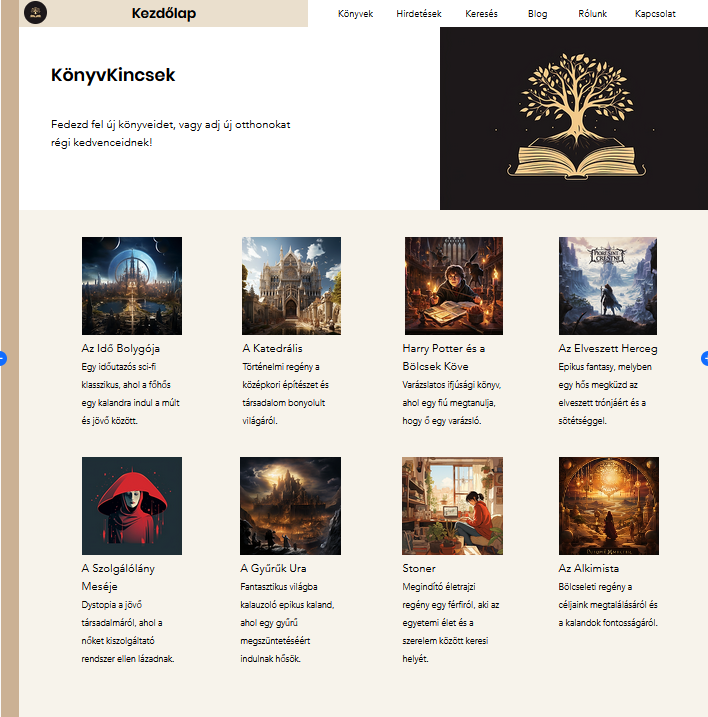 Kezdőlap
Könyvek Hirdetések Keresés Blog Rólunk Kapcsolat
KönyvKincsek
Fedezd fel új könyveidet, vagy adj új otthonokat
régi kedvenceidnek!
Az Idő Bolygója
Egy időutazós sci-fi
klasszikus, ahol a főhős
egy kalandra indul a múlt
és jövő között.
A Katedrális
Történelmi regény a
középkori építészet és
társadalom bonyolult
világáról.
Harry Potter és a
Bölcsek Köve
Varázslatos ifjúsági könyv,
ahol egy fiú megtanulja,
hogy ő egy varázsló.
Az Elveszett Herceg
Epikus fantasy, melyben
egy hős megküzd az
elveszett trónjáért és a
sötétséggel.
A Szolgálólány
Meséje
Dystopia a jövő
társadalmáról, ahol a
nőket kiszolgáltató
rendszer ellen lázadnak.
A Gyűrűk Ura
Fantasztikus világba
kalauzoló epikus kaland,
ahol egy gyűrű
megszüntetéséért
indulnak hősök.
Stoner
Megindító életrajzi
regény egy férfiról, aki az
egyetemi élet és a
szerelem között keresi
helyét.
Az Alkimista
Bölcseleti regény a
céljaink megtalálásáról és
a kalandok fontosságáról.